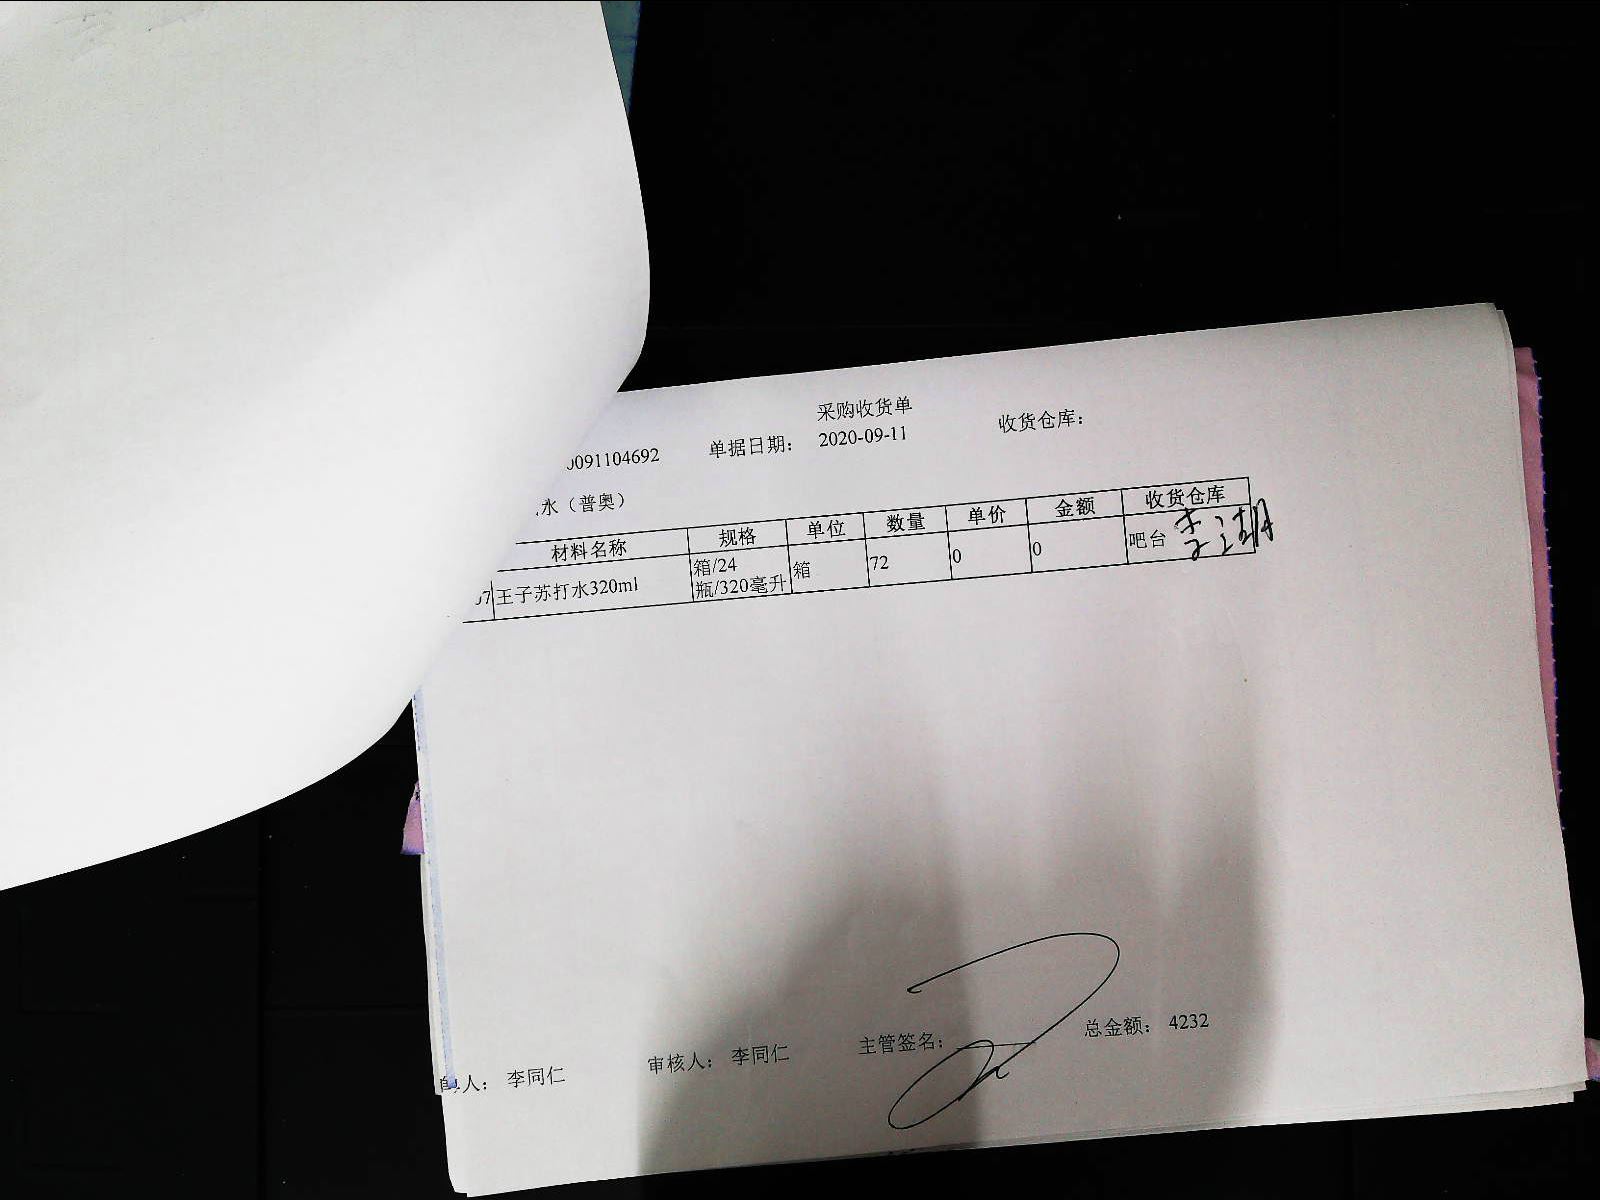 采购收货单
0091104692 单据日期： 2020-09-11 收货仓库：
水（普奥）
材料名称 规格 单位 数量 单价 金额 收货仓库
07 王子苏打水320ml 箱/24 箱 72 0 0 吧台
瓶/320毫升
人： 李同仁 审核人： 李同仁 主管签名： 总金额： 4232